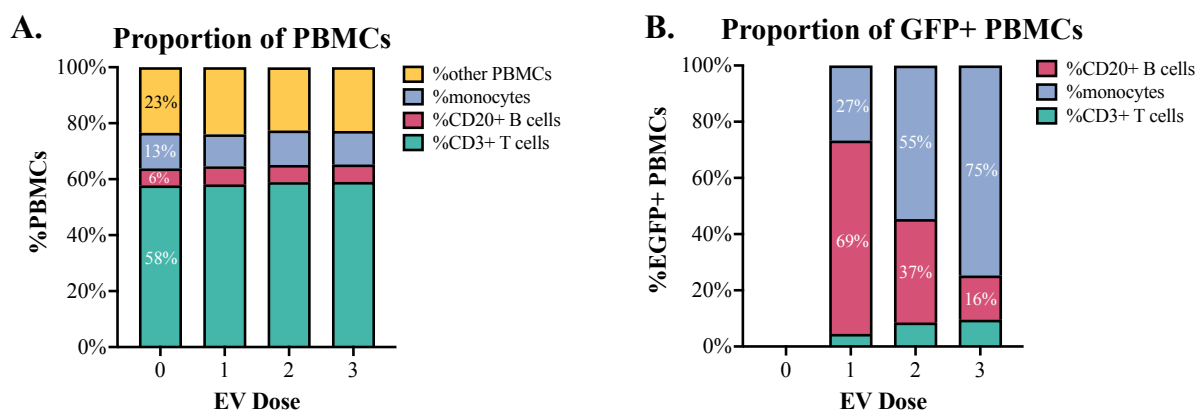 A.
Proportion of PBMCs
%PBMCs
100%
80%
60%
40%
20%
0%
23%
13%
6%
58%
0 1 2 3
EV Dose
%other PBMCs
%monocytes
%CD20+ B cells
%CD3+ T cells
B.
Proportion of GFP+ PBMCs
%EGFP+ PBMCs
100%
80%
60%
40%
20%
0%
27%
69%
55%
37%
75%
16%
0 1 2 3
EV Dose
%CD20+ B cells
%monocytes
%CD3+ T cells